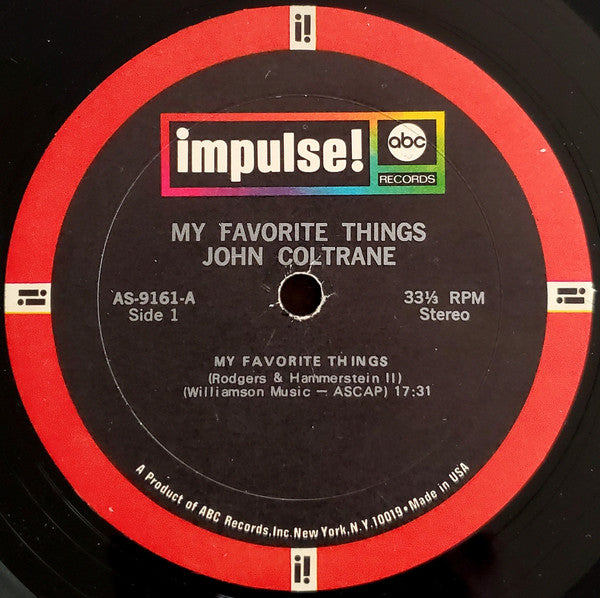 i!
impulse!
abc
RECORDS
MY FAVORITE THINGS
JOHN COLTRANE
AS-9161-A
Side 1
33⅓ RPM
Stereo
i!
i!
MY FAVORITE THINGS
(Rodgers & Hammerstein II)
(Williamson Music — ASCAP) 17:31
A Product of ABC Records, Inc. New York, N.Y. 10019 • Made in USA
i!